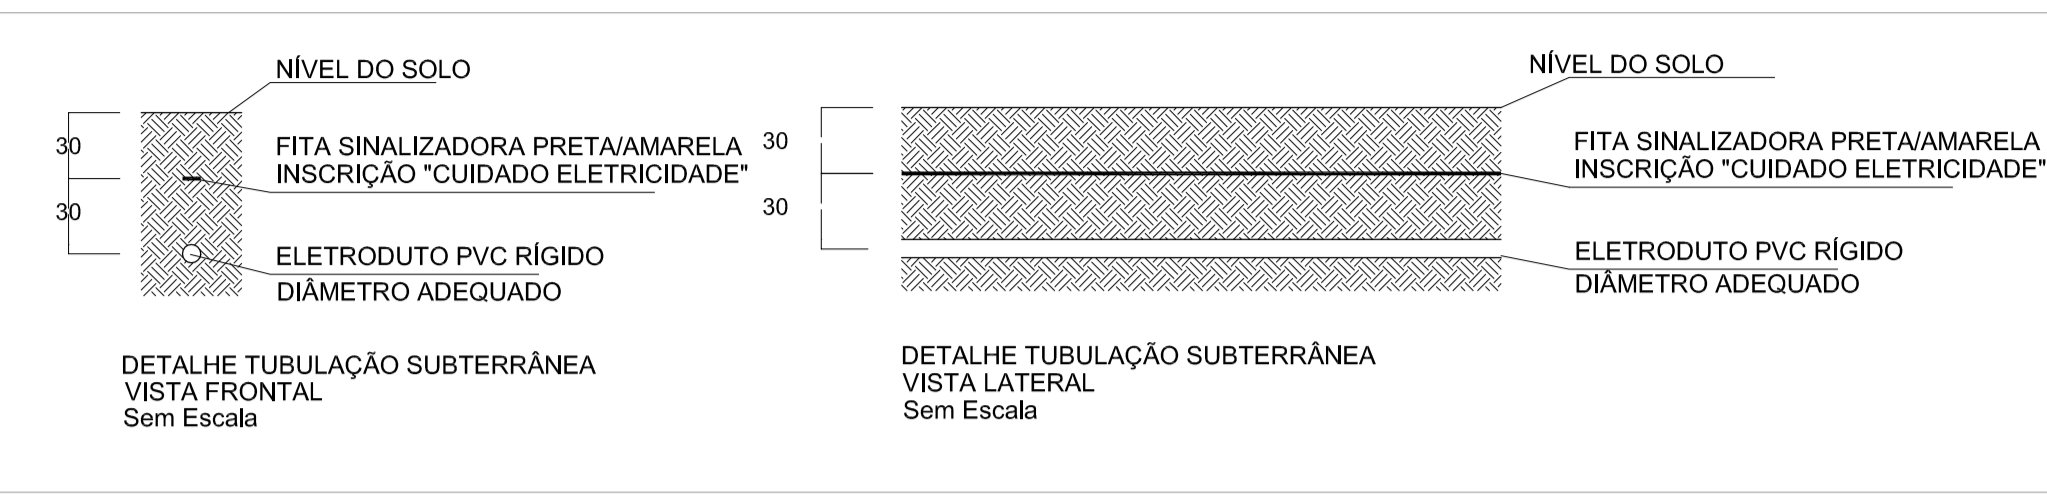 NÍVEL DO SOLO
30
FITA SINALIZADORA PRETA/AMARELA
INSCRIÇÃO "CUIDADO ELETRICIDADE"
30
ELETRODUTO PVC RÍGIDO
DIÂMETRO ADEQUADO
DETALHE TUBULAÇÃO SUBTERRÂNEA
VISTA FRONTAL
Sem Escala
NÍVEL DO SOLO
30
FITA SINALIZADORA PRETA/AMARELA
INSCRIÇÃO "CUIDADO ELETRICIDADE"
30
ELETRODUTO PVC RÍGIDO
DIÂMETRO ADEQUADO
DETALHE TUBULAÇÃO SUBTERRÂNEA
VISTA LATERAL
Sem Escala